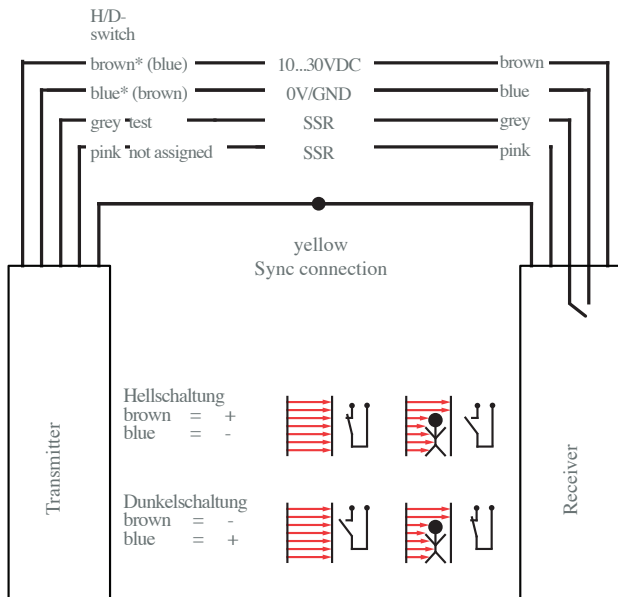 H/D-
switch
brown* (blue) 10...30VDC brown
blue* (brown) 0V/GND blue
grey test SSR grey
pink not assigned SSR pink
yellow
Sync connection
Transmitter
Receiver
Hellschaltung
brown = +
blue = -
Dunkelschaltung
brown = -
blue = +